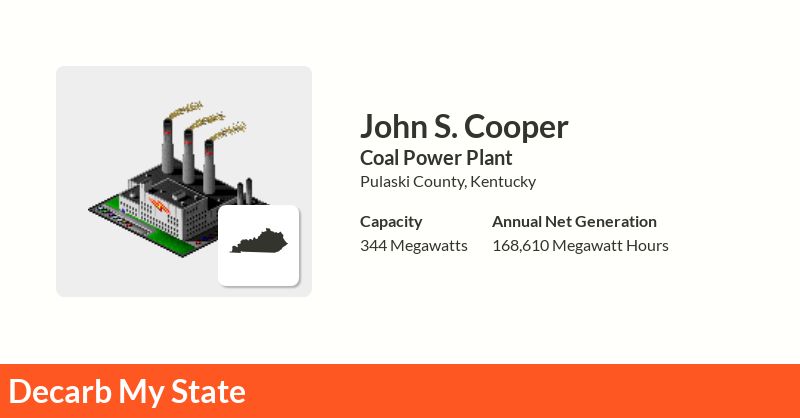 John S. Cooper
Coal Power Plant
Pulaski County, Kentucky
Capacity
344 Megawatts
Annual Net Generation
168,610 Megawatt Hours
Decarb My State